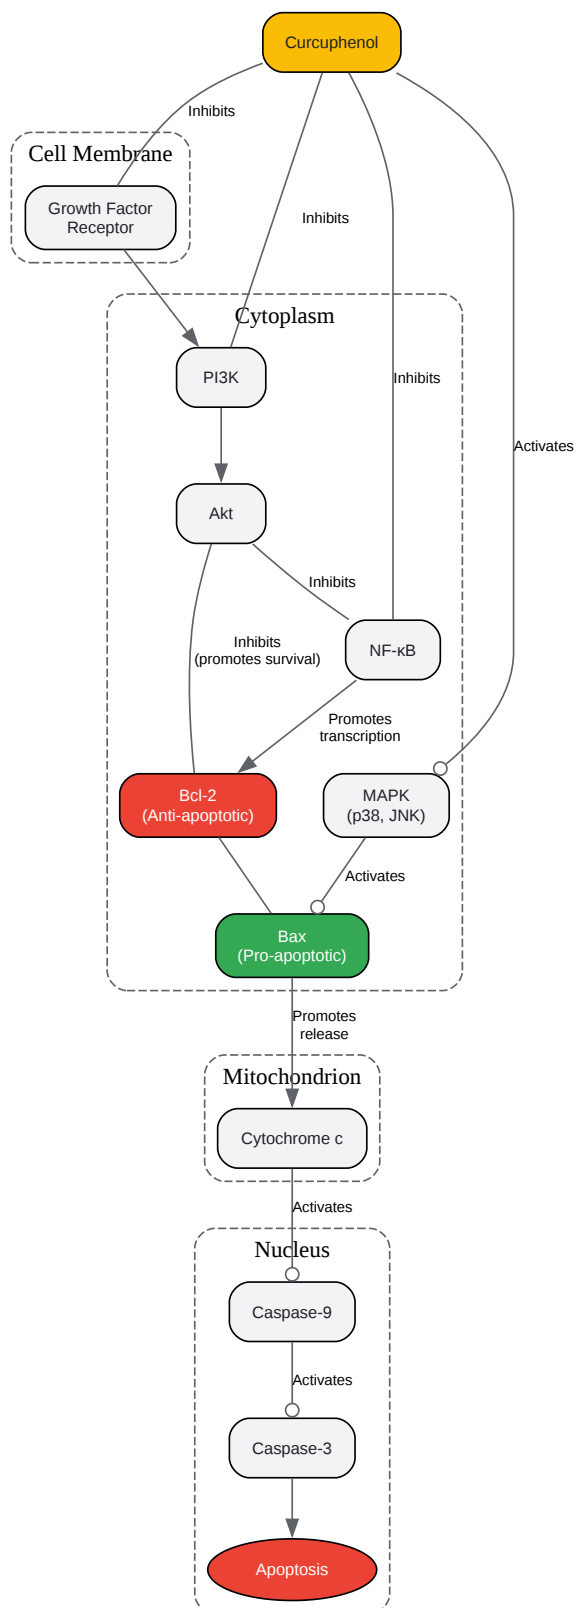 Curcuphenol
Inhibits
Cell Membrane
Growth Factor
Receptor
Inhibits
Cytoplasm
PI3K
Inhibits
Activates
Akt
Inhibits
Inhibits
(promotes survival)
NF-κB
Promotes
transcription
Bcl-2
(Anti-apoptotic)
MAPK
(p38, JNK)
Activates
Bax
(Pro-apoptotic)
Promotes
release
Mitochondrion
Cytochrome c
Activates
Nucleus
Caspase-9
Activates
Caspase-3
Apoptosis